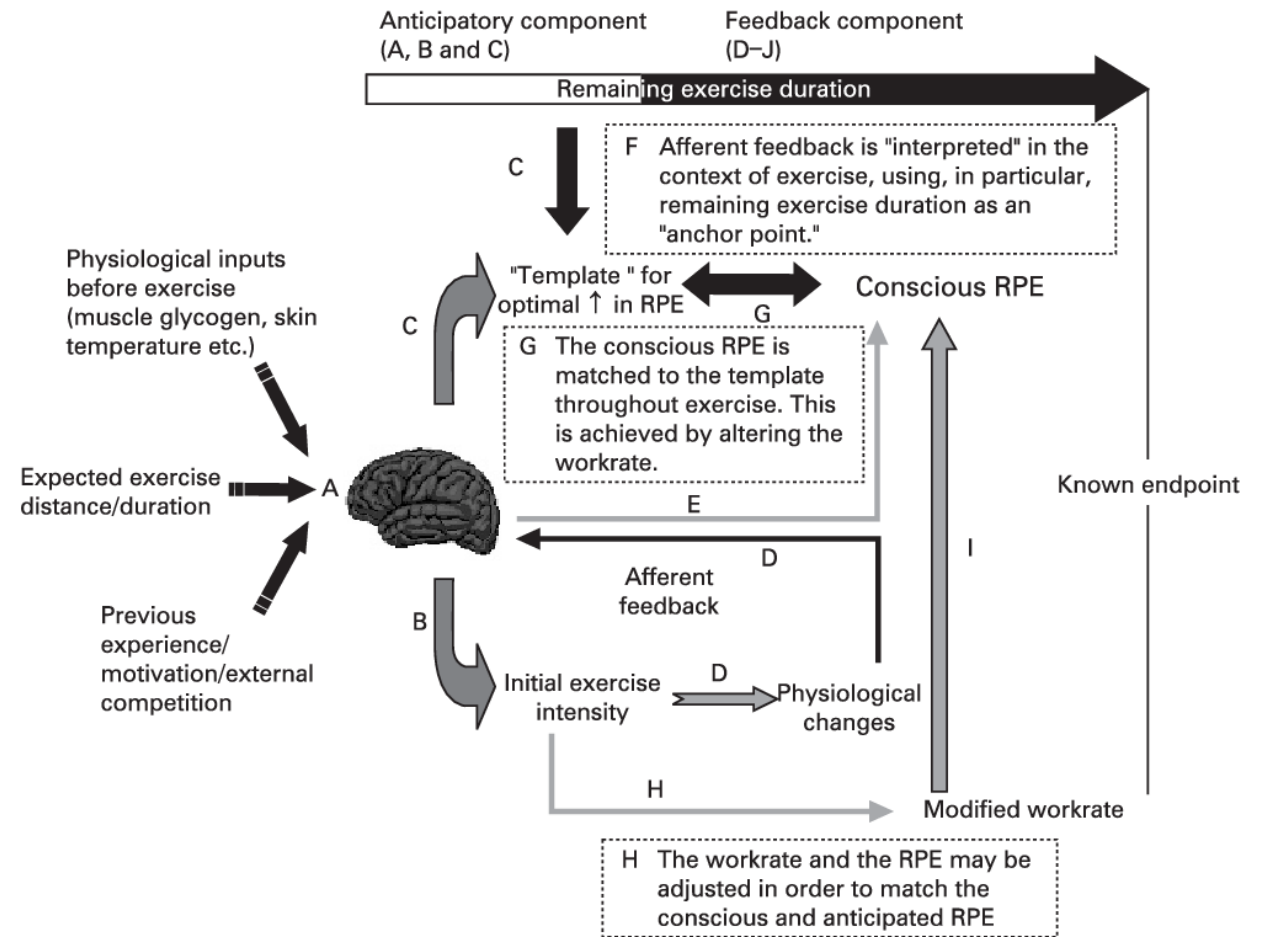 Anticipatory component
(A, B and C)
Feedback component
(D–J)
Remaining exercise duration
C
F Afferent feedback is "interpreted" in the
context of exercise, using, in particular,
remaining exercise duration as an
"anchor point."
Physiological inputs
before exercise
(muscle glycogen, skin
temperature etc.)
C
"Template " for
optimal ↑ in RPE
G
Conscious RPE
G The conscious RPE is
matched to the template
throughout exercise. This
is achieved by altering the
workrate.
Expected exercise
distance/duration
A
E
Known endpoint
D
Afferent
feedback
I
Previous
experience/
motivation/external
competition
B
Initial exercise
intensity
D
Physiological
changes
H
Modified workrate
H The workrate and the RPE may be
adjusted in order to match the
conscious and anticipated RPE